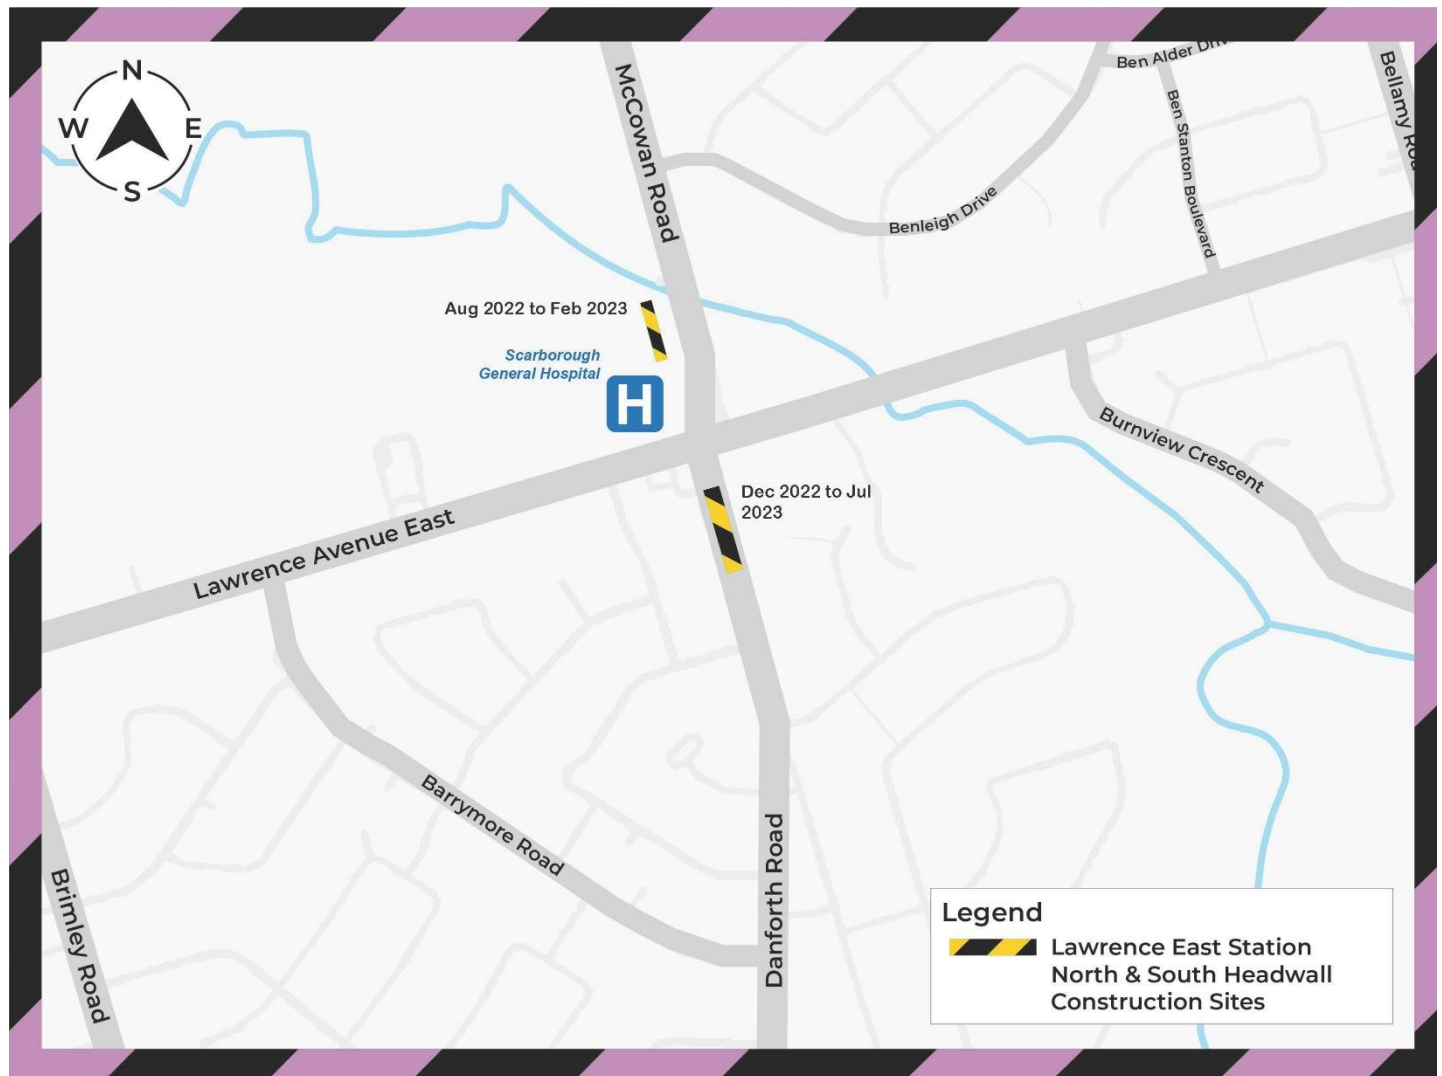 N
W
E
S
McCowan Road
Ben Alder
Bellamy
Ben Stanton Boulevard
Benleigh Drive
Aug 2022 to Feb 2023
Scarborough
General Hospital
H
Burnview Crescent
Dec 2022 to Jul
2023
Lawrence Avenue East
Barrymore Road
Danforth Road
Brimley Road
Legend
Lawrence East Station
North & South Headwall
Construction Sites